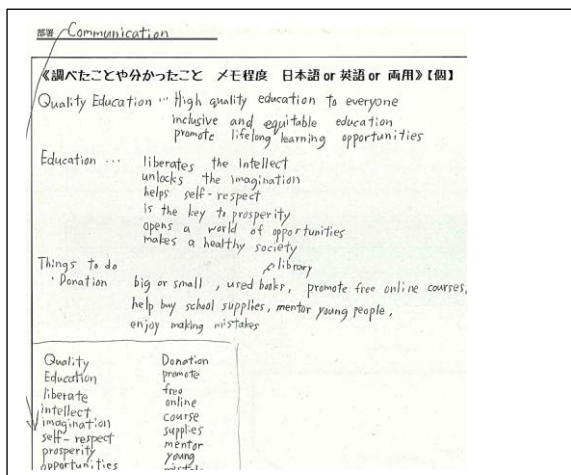 部署 Communication
《調べたことや分かったこと　メモ程度　日本語 or 英語 or 両用》【個】
Quality Education … High quality education to everyone
inclusive and equitable education
promote lifelong learning opportunities
Education … liberates the intellect
unlocks the imagination
helps self-respect
is the key to prosperity
opens a world of opportunities
makes a healthy society
Things to do
library
・Donation big or small, used books, promote free online courses,
help buy school supplies, mentor young people,
enjoy making mistakes
Quality
Education
liberate
intellect
imagination
self-respect
prosperity
opportunities
Donation
promote
free
online
course
supplies
mentor
young